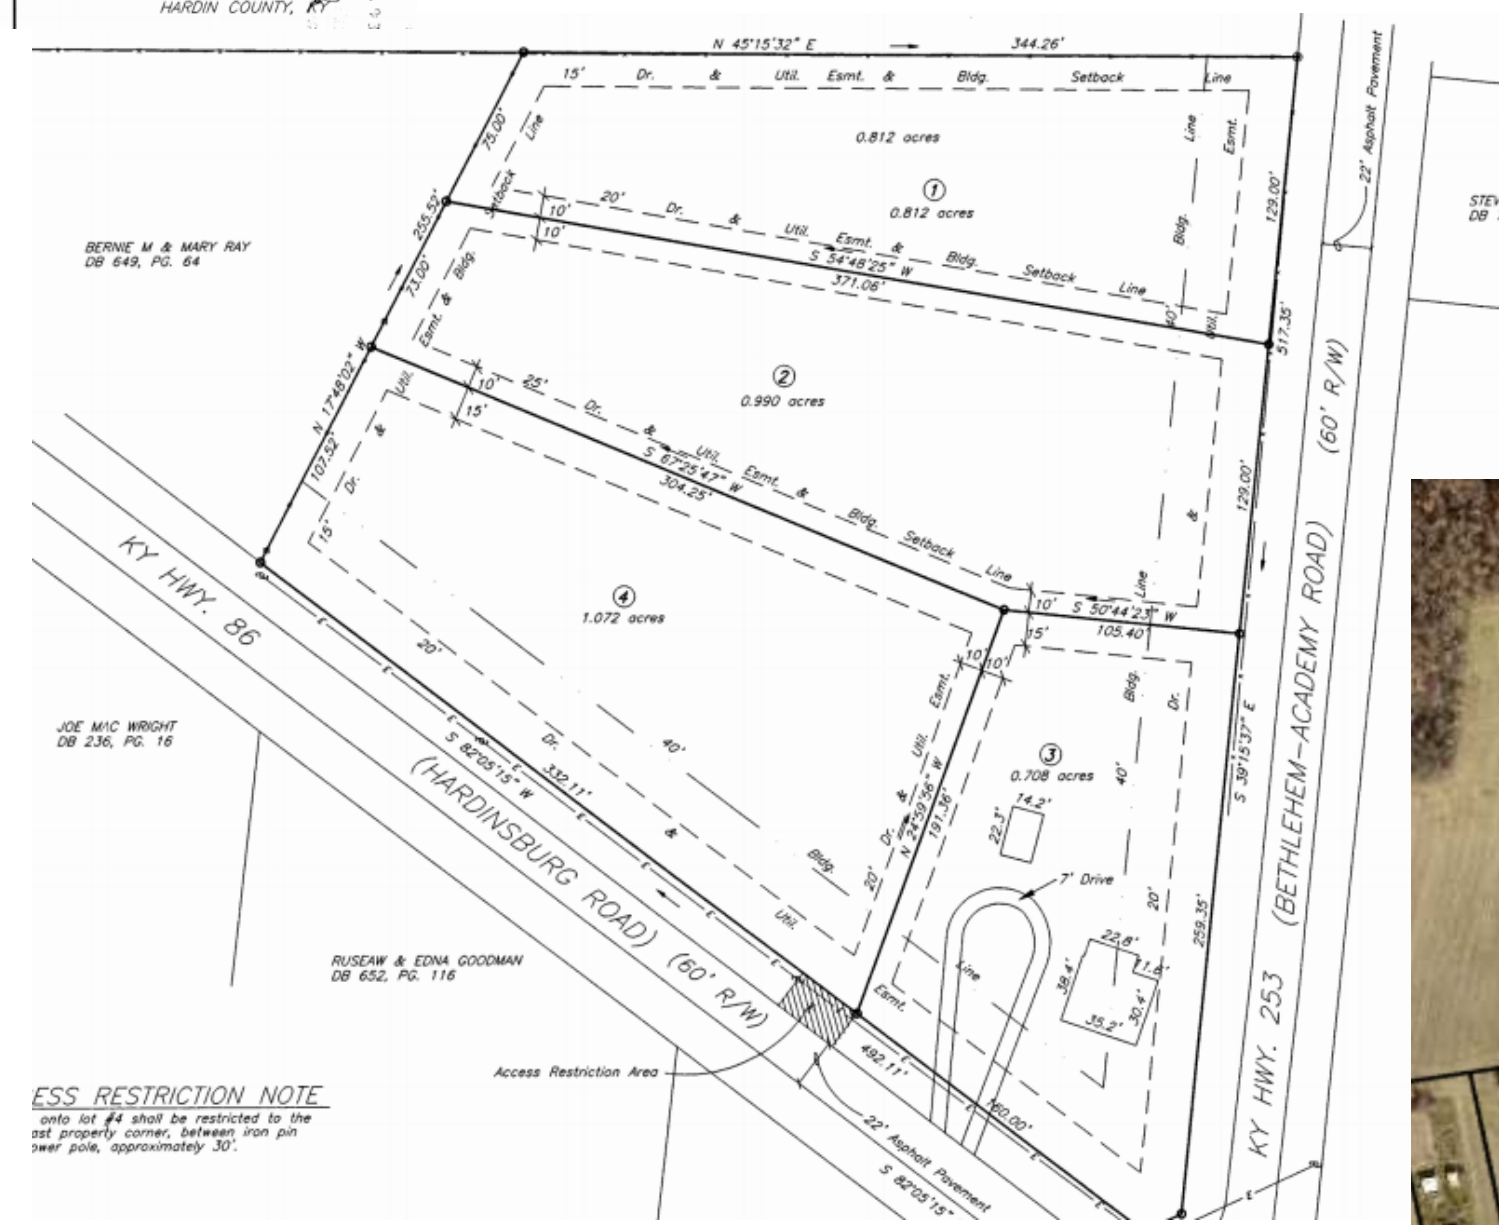 HARDIN COUNTY, KY
N 45°15'32" E 344.26'
15' Dr. & Util. Esmt. & Bldg. Setback Line
22' Asphalt Pavement
75.00'
Line
0.812 acres
Line
Esmt.
1
0.812 acres
129.00'
Setback
20' Dr. & Util. Esmt. & Bldg. Setback Line
10'
10'
Bldg.
255.52'
BERNIE M & MARY RAY
DB 649, PG. 64
S 54°48'25" W
371.06'
40'
Util.
517.35'
73.00'
Esmt. & Bldg.
N 17°48'02" W
2
0.990 acres
(60' R/W)
10'
15'
25' Dr. & Util. Esmt. & Bldg. Setback Line
Util.
&
Dr.
15'
107.52'
S 67°25'47" W
304.25'
129.00'
&
Line
KY HWY. 86
4
1.072 acres
10'
15'
S 50°44'23" W
105.40'
20'
10'
10'
Esmt.
Bldg.
Dr.
JOE MAC WRIGHT
DB 236, PG. 16
S 82°05'15" W
332.11'
Dr.
40'
Util.
&
Dr.
20'
N 24°59'56" W
191.36'
3
0.708 acres
14.2'
22.3'
40'
S 39°15'37" E
(BETHLEHEM-ACADEMY ROAD)
(HARDINSBURG ROAD) (60' R/W)
&
Bldg.
Util.
7' Drive
20'
259.35'
22.8'
11.8'
38.4'
30.4'
35.2'
Line
Esmt.
RUSEAW & EDNA GOODMAN
DB 652, PG. 116
Access Restriction Area
492.11'
160.00'
KY HWY. 253
22' Asphalt Pavement
S 82°05'15"
ESS RESTRICTION NOTE
onto lot #4 shall be restricted to the
ast property corner, between iron pin
ower pole, approximately 30'.
STEV
DB